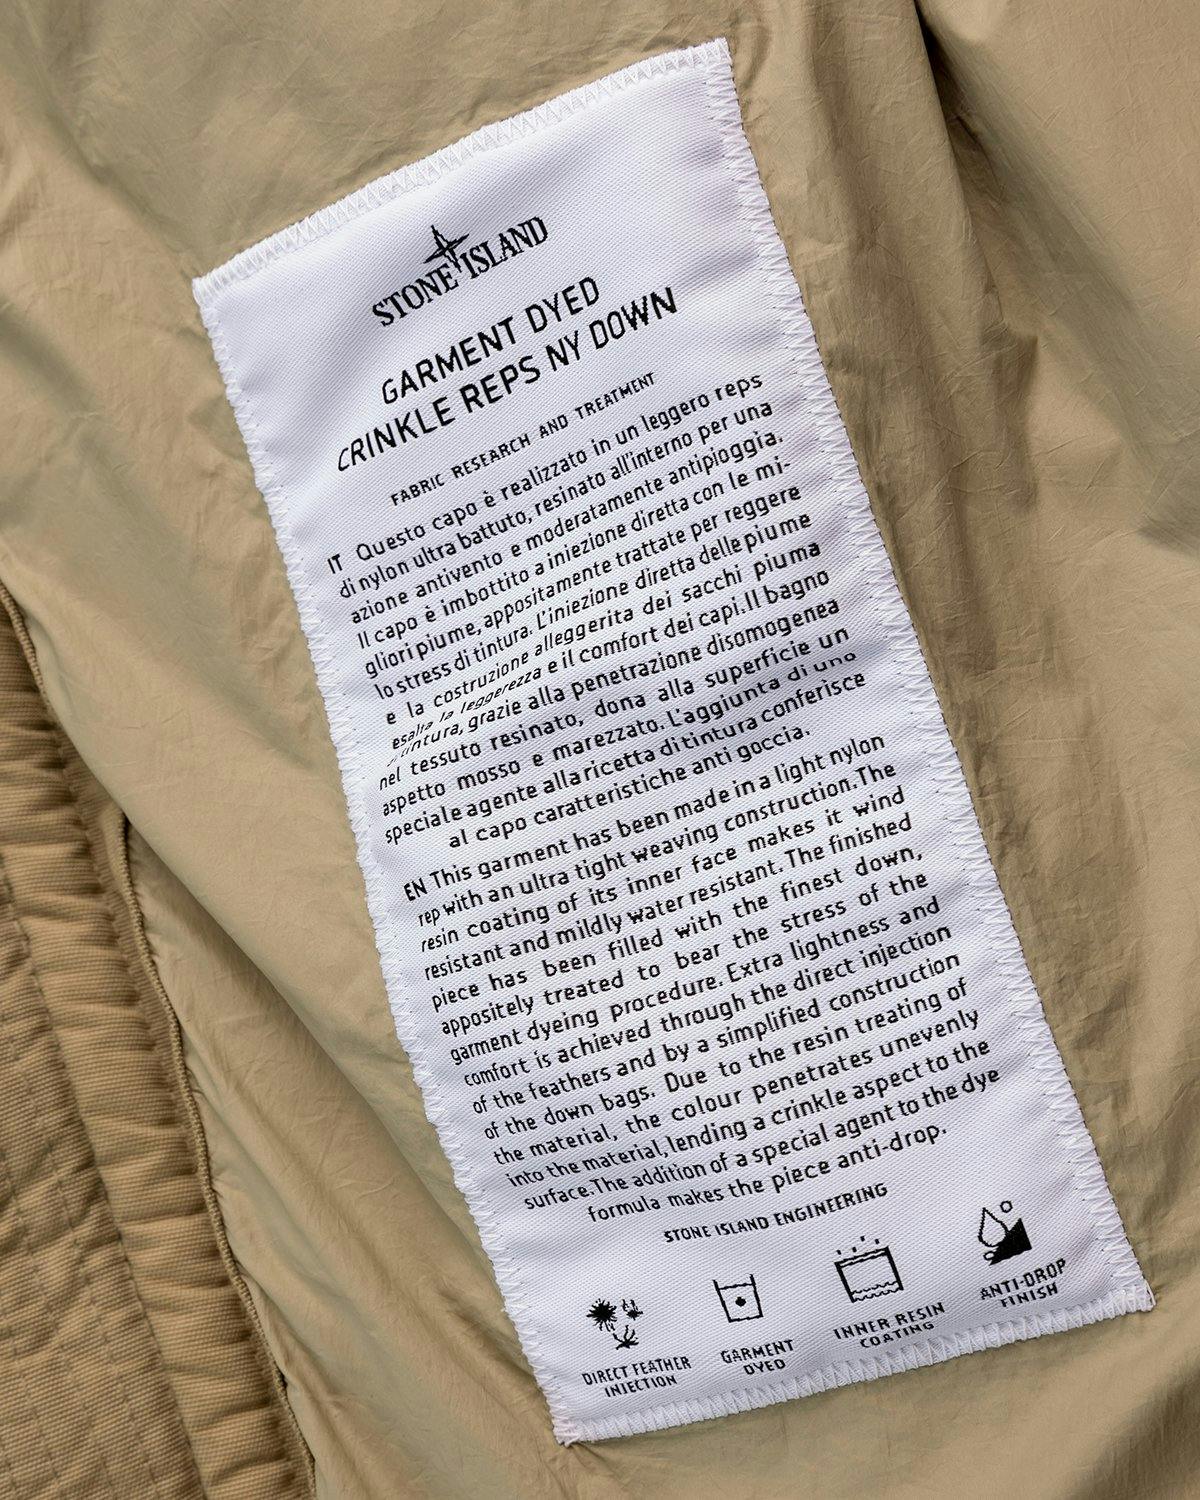 STONE ISLAND
GARMENT DYED
CRINKLE REPS NY DOWN
FABRIC RESEARCH AND TREATMENT
IT Questo capo è realizzato in un leggero reps
di nylon ultra battuto, resinato all'interno per una
azione antivento e moderatamente antipioggia.
Il capo è imbottito a iniezione diretta con le mi-
gliori piume, appositamente trattate per reggere
lo stress di tintura. L'iniezione diretta delle piume
e la costruzione alleggerita dei sacchi piuma
esalta la leggerezza e il comfort dei capi. Il bagno
di tintura, grazie alla penetrazione disomogenea
nel tessuto resinato, dona alla superficie un
aspetto mosso e marezzato. L'aggiunta di uno
speciale agente alla ricetta di tintura conferisce
al capo caratteristiche anti goccia.
EN This garment has been made in a light nylon
rep with an ultra tight weaving construction. The
resin coating of its inner face makes it wind
resistant and mildly water resistant. The finished
piece has been filled with the finest down,
appositely treated to bear the stress of the
garment dyeing procedure. Extra lightness and
comfort is achieved through the direct injection
of the feathers and by a simplified construction
of the down bags. Due to the resin treating of
the material, the colour penetrates unevenly
into the material, lending a crinkle aspect to the
surface. The addition of a special agent to the dye
formula makes the piece anti-drop.
STONE ISLAND ENGINEERING
DIRECT FEATHER
INJECTION
GARMENT
DYED
INNER RESIN
COATING
ANTI-DROP
FINISH